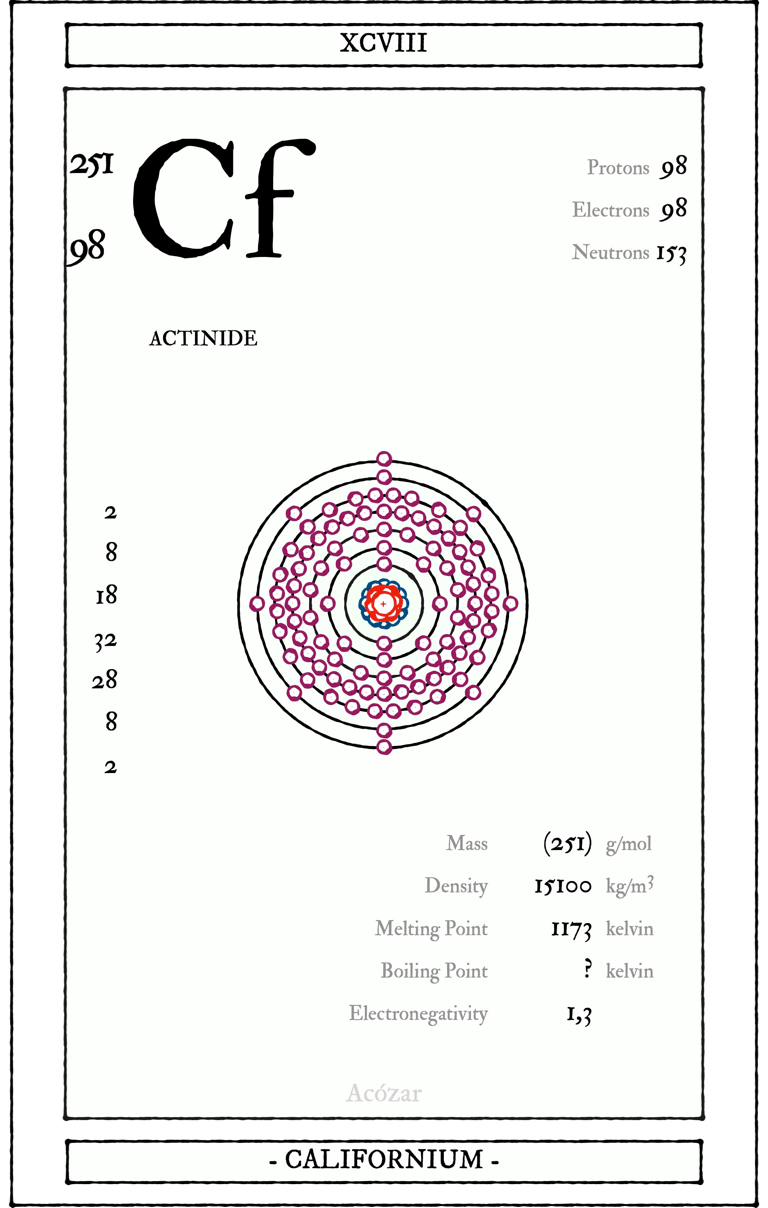 XCVIII
251
Cf
98
Protons 98
Electrons 98
Neutrons 153
ACTINIDE
2
8
18
32
28
8
2
+
Mass (251) g/mol
Density 15100 kg/m³
Melting Point 1173 kelvin
Boiling Point ? kelvin
Electronegativity 1,3
Acózar
- CALIFORNIUM -